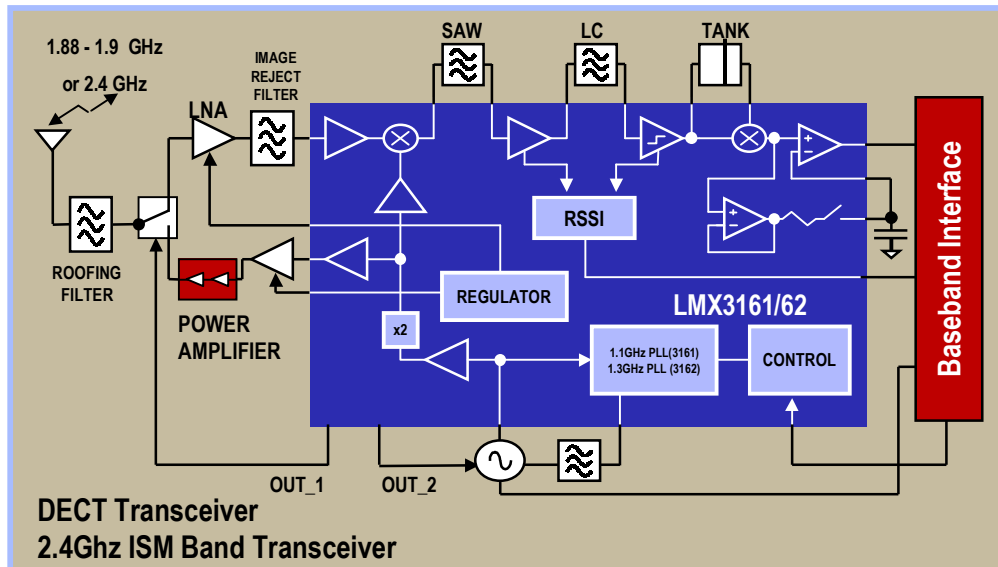 SAW
LC
TANK
1.88 - 1.9 GHz
or 2.4 GHz
IMAGE
REJECT
FILTER
LNA
RSSI
+
−
+
−
ROOFING
FILTER
REGULATOR
LMX3161/62
POWER
AMPLIFIER
x2
1.1GHz PLL(3161)
1.3GHz PLL (3162)
CONTROL
Baseband Interface
OUT_1
OUT_2
DECT Transceiver
2.4Ghz ISM Band Transceiver